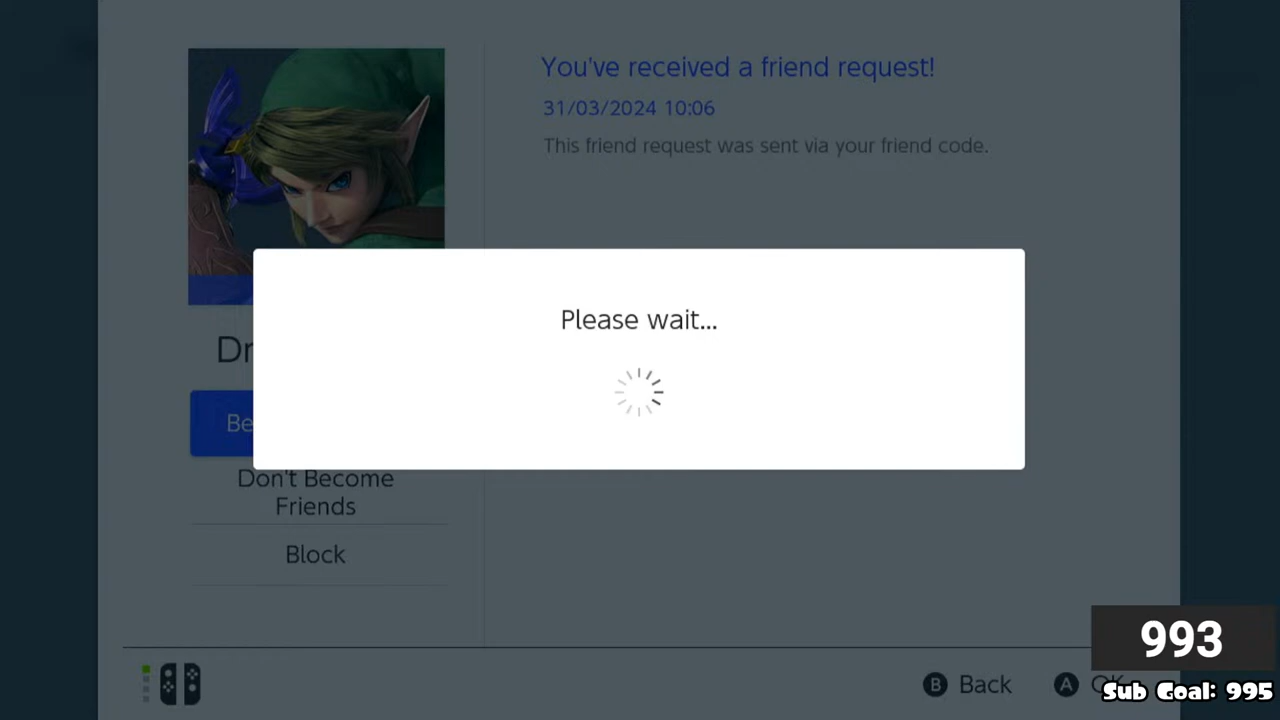 You've received a friend request!
31/03/2024 10:06
This friend request was sent via your friend code.
Please wait...
Don't Become
Friends
Block
B Back
A
993
Sub Goal: 995